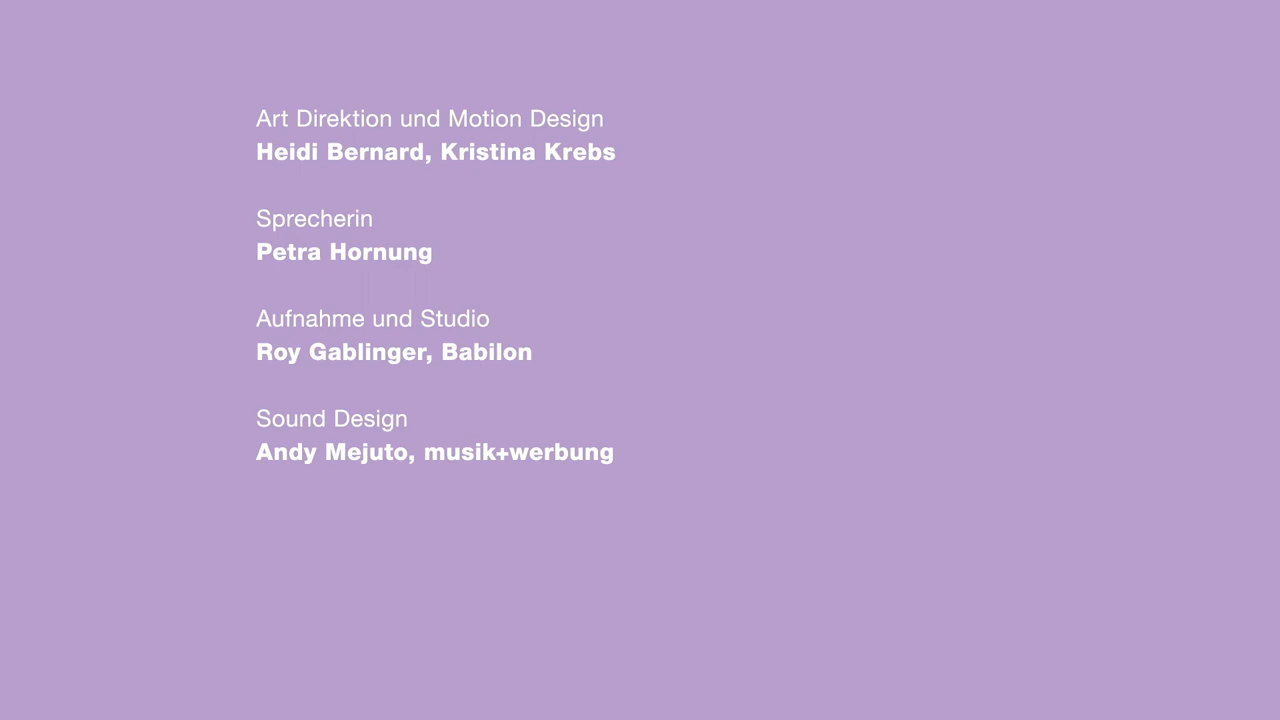 Art Direktion und Motion Design
Heidi Bernard, Kristina Krebs
Sprecherin
Petra Hornung
Aufnahme und Studio
Roy Gablinger, Babilon
Sound Design
Andy Mejuto, musik+werbung